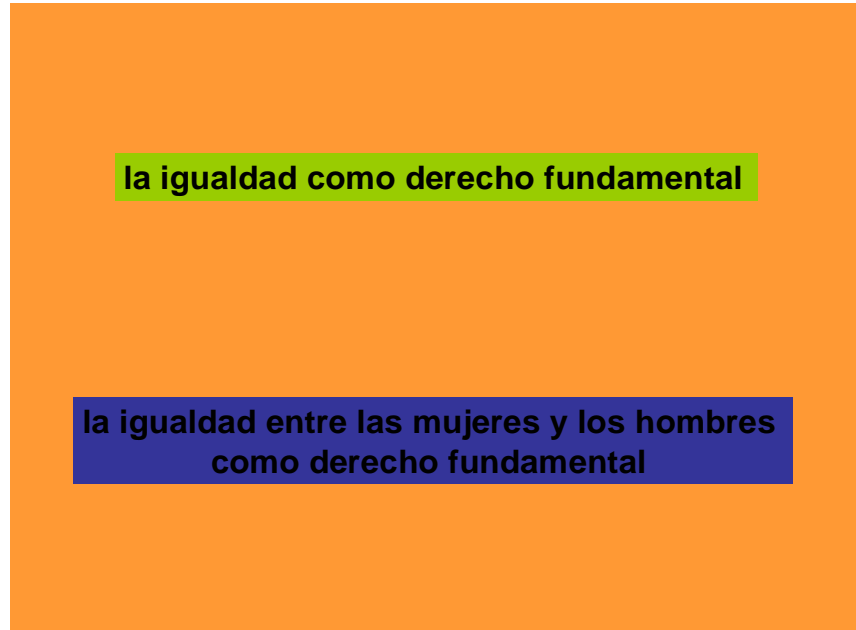 la igualdad como derecho fundamental
la igualdad entre las mujeres y los hombres
como derecho fundamental